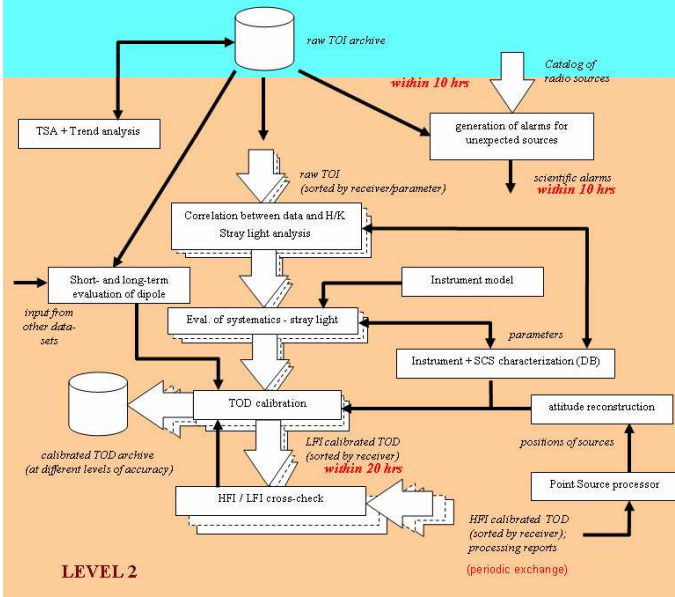 raw TOI archive
within 10 hrs
Catalog of
radio sources
TSA + Trend analysis
generation of alarms for
unexpected sources
raw TOI
(sorted by receiver/parameter)
scientific alarms
within 10 hrs
Correlation between data and H/K
Stray light analysis
Short- and long-term
evaluation of dipole
Instrument model
input from
other data-
sets
Eval. of systematics - stray light
parameters
Instrument + SCS characterization (DB)
TOD calibration
attitude reconstruction
calibrated TOD archive
(at different levels of accuracy)
LFI calibrated TOD
(sorted by receiver)
within 20 hrs
positions of sources
HFI / LFI cross-check
Point Source processor
HFI calibrated TOD
(sorted by receiver);
processing reports
(periodic exchange)
LEVEL 2